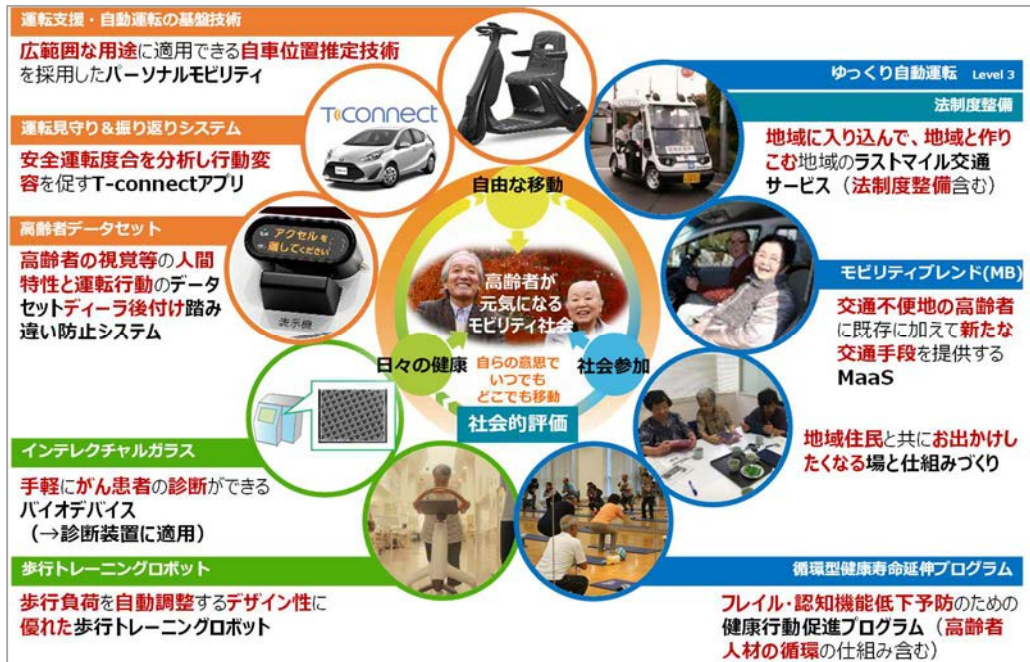 運転支援・自動運転の基盤技術
広範囲な用途に適用できる自車位置推定技術
を採用したパーソナルモビリティ
運転見守り&振り返りシステム
安全運転度合を分析し行動変
容を促すT-connectアプリ
高齢者データセット
高齢者の視覚等の人間
特性と運転行動のデータ
セットディーラ後付け踏み
違い防止システム
インテレクチャルガラス
手軽にがん患者の診断ができる
バイオデバイス
(→診断装置に適用)
歩行トレーニングロボット
歩行負荷を自動調整するデザイン性に
優れた歩行トレーニングロボット
T-CONNECT
アクセルを
離してください
表示機
自由な移動
高齢者が
元気になる
モビリティ社会
日々の健康
自らの意思で
いつでも
どこでも移動
社会参加
社会的評価
ゆっくり自動運転 Level 3
法制度整備
地域に入り込んで、地域と作り
こむ地域のラストマイル交通
サービス(法制度整備含む)
モビリティブレンド(MB)
交通不便地の高齢者
に既存に加えて新たな
交通手段を提供する
MaaS
地域住民と共にお出かけし
たくなる場と仕組みづくり
循環型健康寿命延伸プログラム
フレイル・認知機能低下予防のための
健康行動促進プログラム(高齢者
人材の循環の仕組み含む)